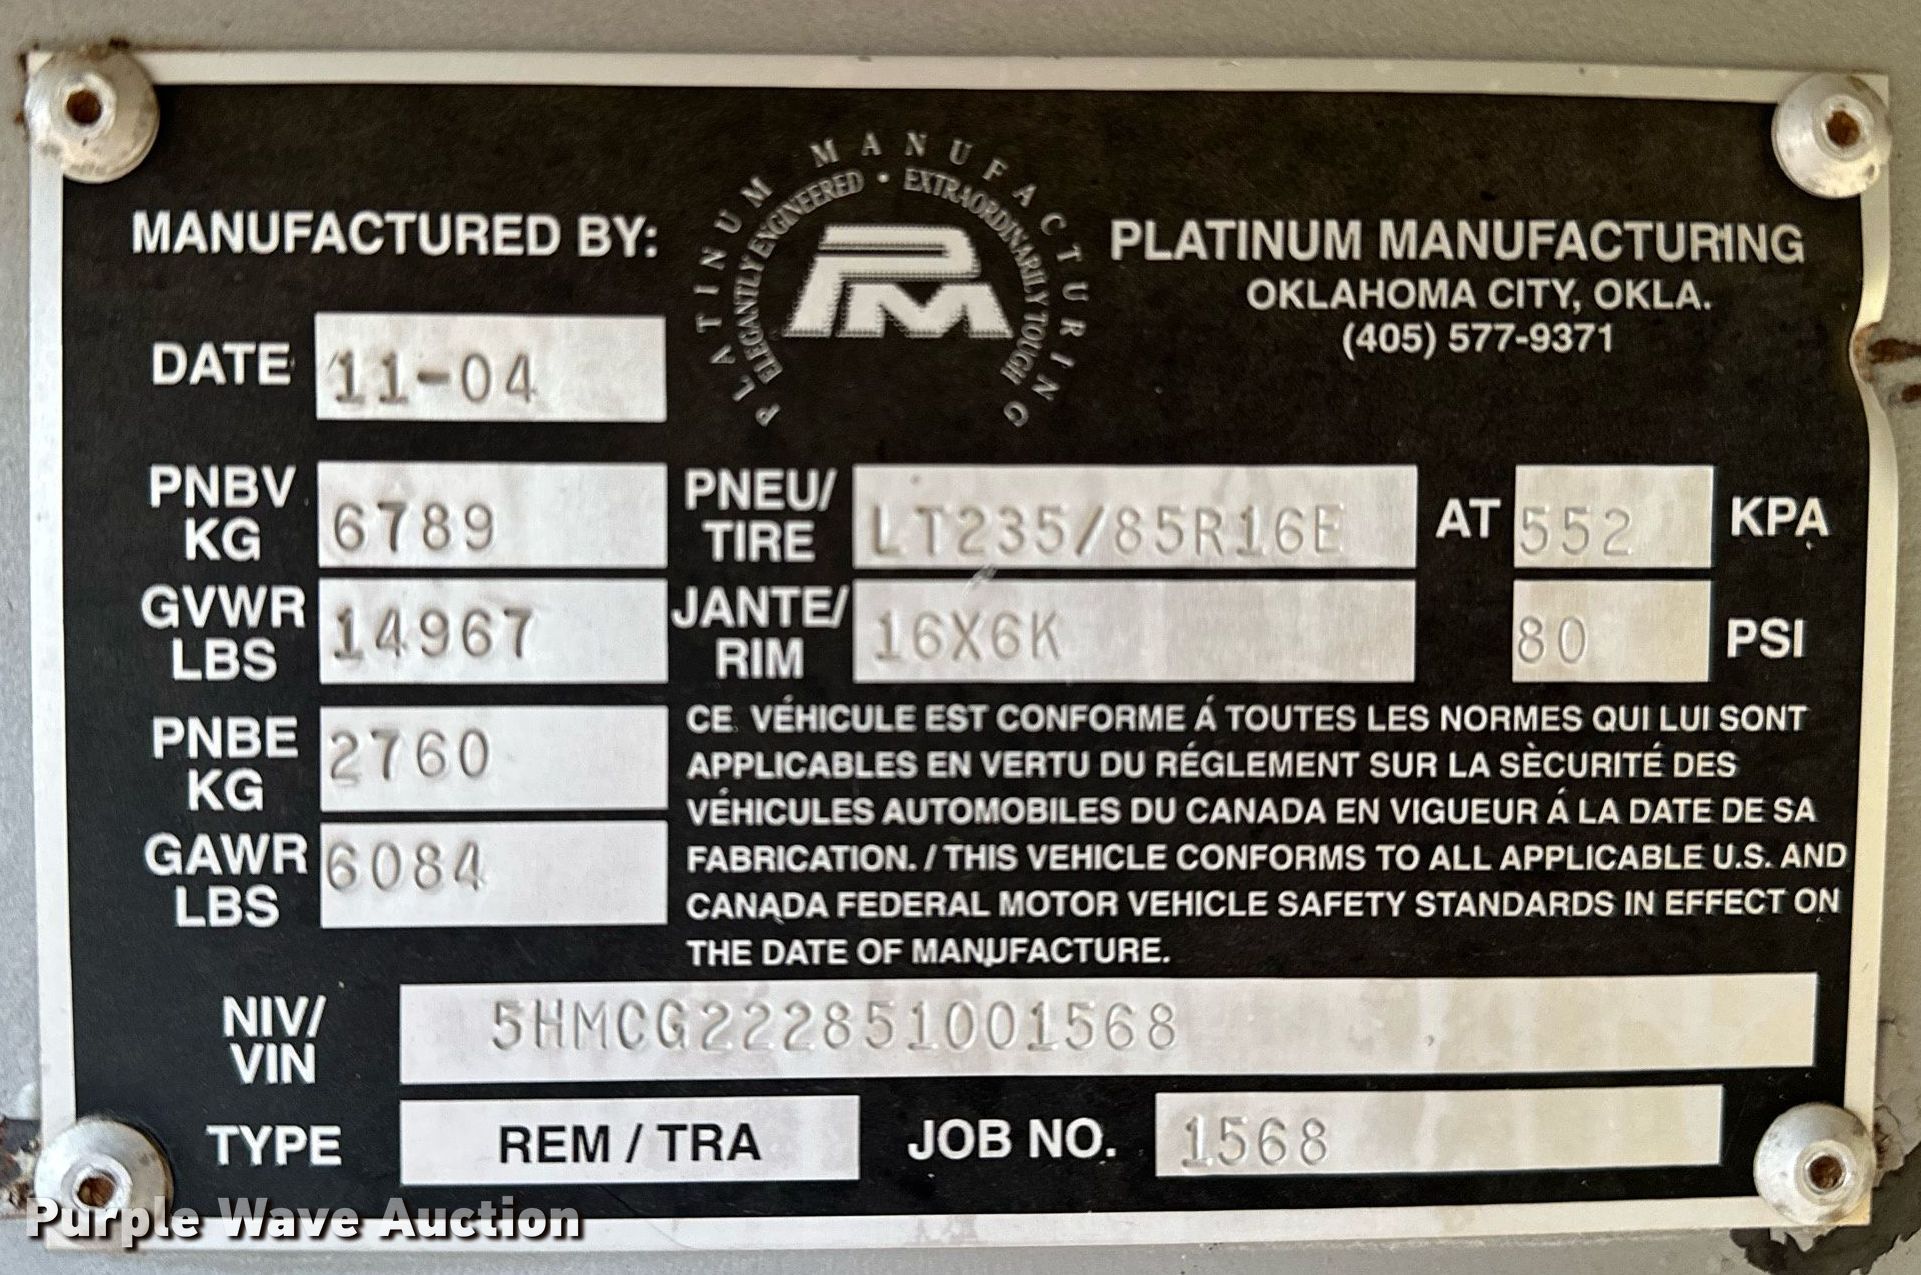 PLATINUM MANUFACTURING
ELEGANTLY ENGINEERED • EXTRAORDINARILY TOUGH
PM
MANUFACTURED BY:
PLATINUM MANUFACTURING
OKLAHOMA CITY, OKLA.
(405) 577-9371
DATE 11-04
PNBV KG 6789
GVWR LBS 14967
PNBE KG 2760
GAWR LBS 6084
PNEU/ TIRE LT235/85R16E AT 552 KPA
JANTE/ RIM 16X6K 80 PSI
CE VÉHICULE EST CONFORME Á TOUTES LES NORMES QUI LUI SONT
APPLICABLES EN VERTU DU RÉGLEMENT SUR LA SÈCURITÉ DES
VÉHICULES AUTOMOBILES DU CANADA EN VIGUEUR Á LA DATE DE SA
FABRICATION. / THIS VEHICLE CONFORMS TO ALL APPLICABLE U.S. AND
CANADA FEDERAL MOTOR VEHICLE SAFETY STANDARDS IN EFFECT ON
THE DATE OF MANUFACTURE.
NIV/ VIN 5HMCG222851001568
TYPE REM / TRA JOB NO. 1568
Purple Wave Auction